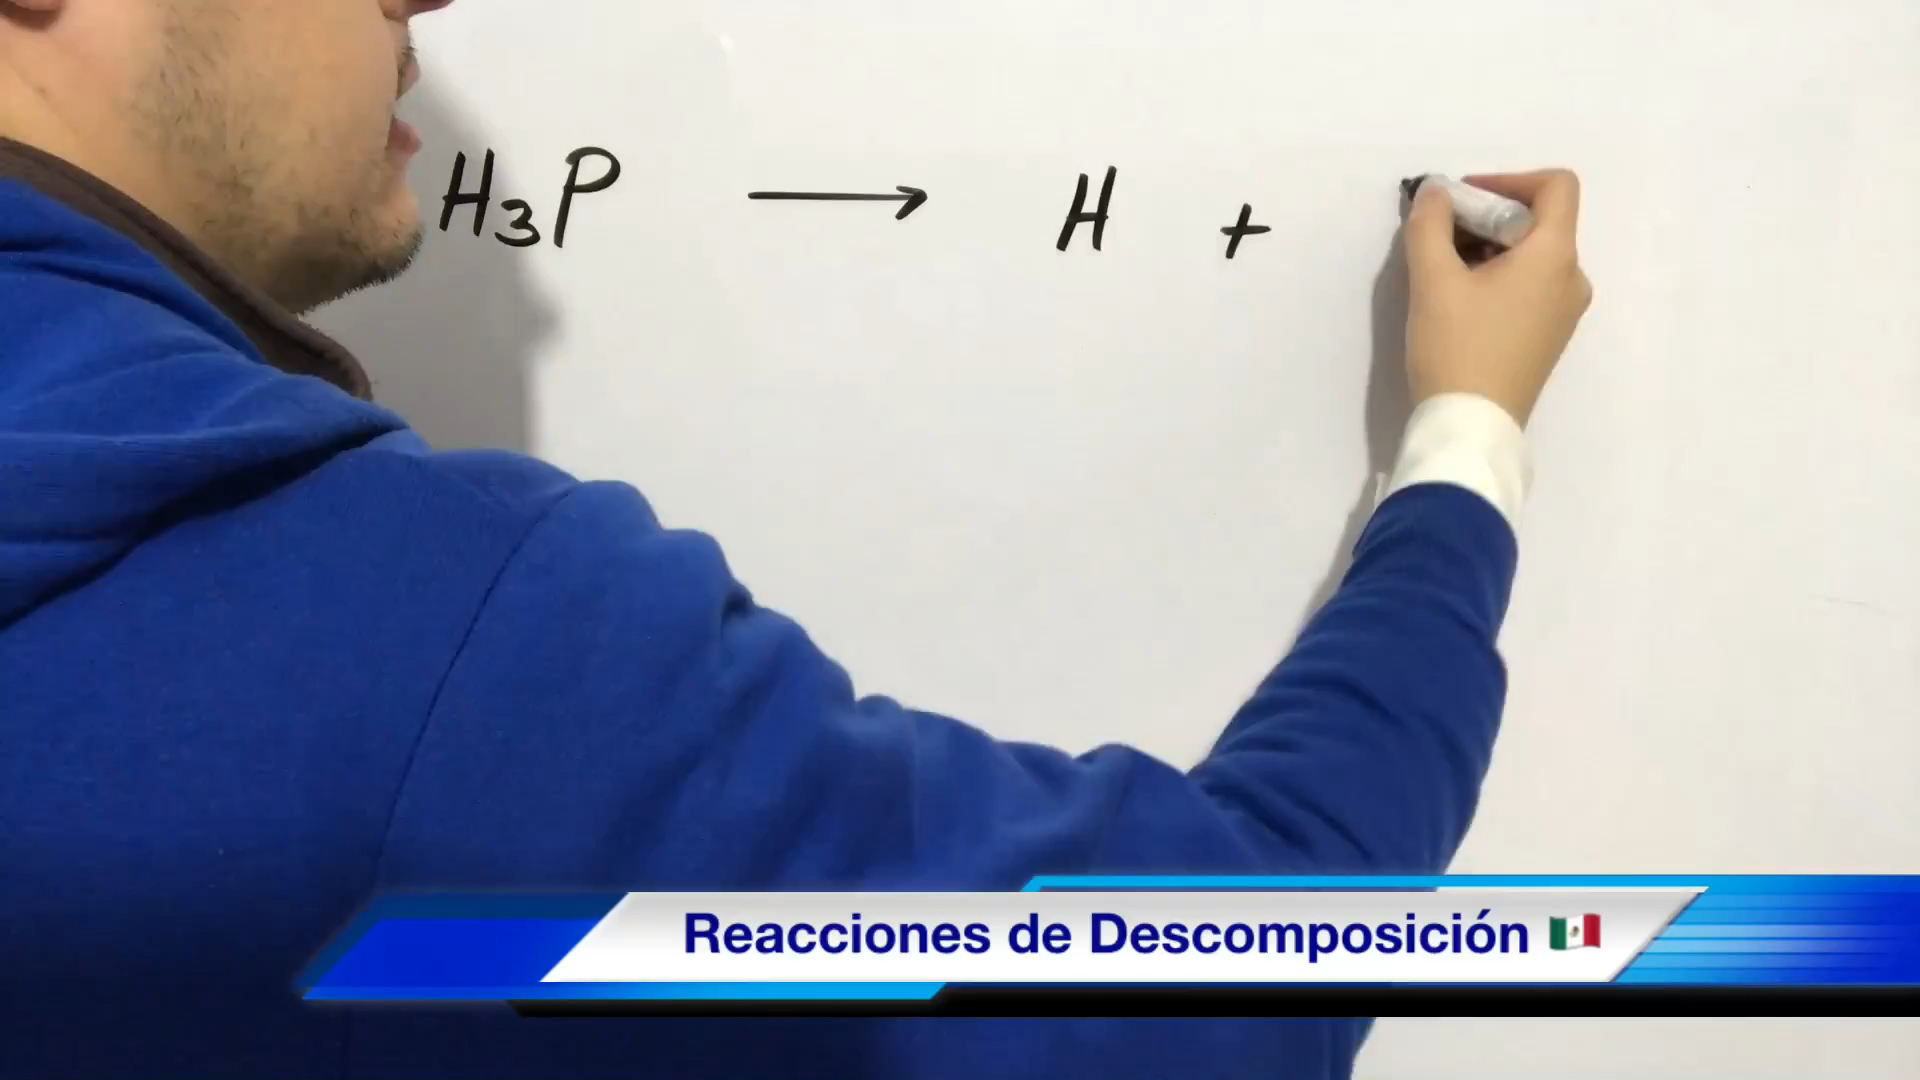 H₃P → H +
Reacciones de Descomposición 🇲🇽